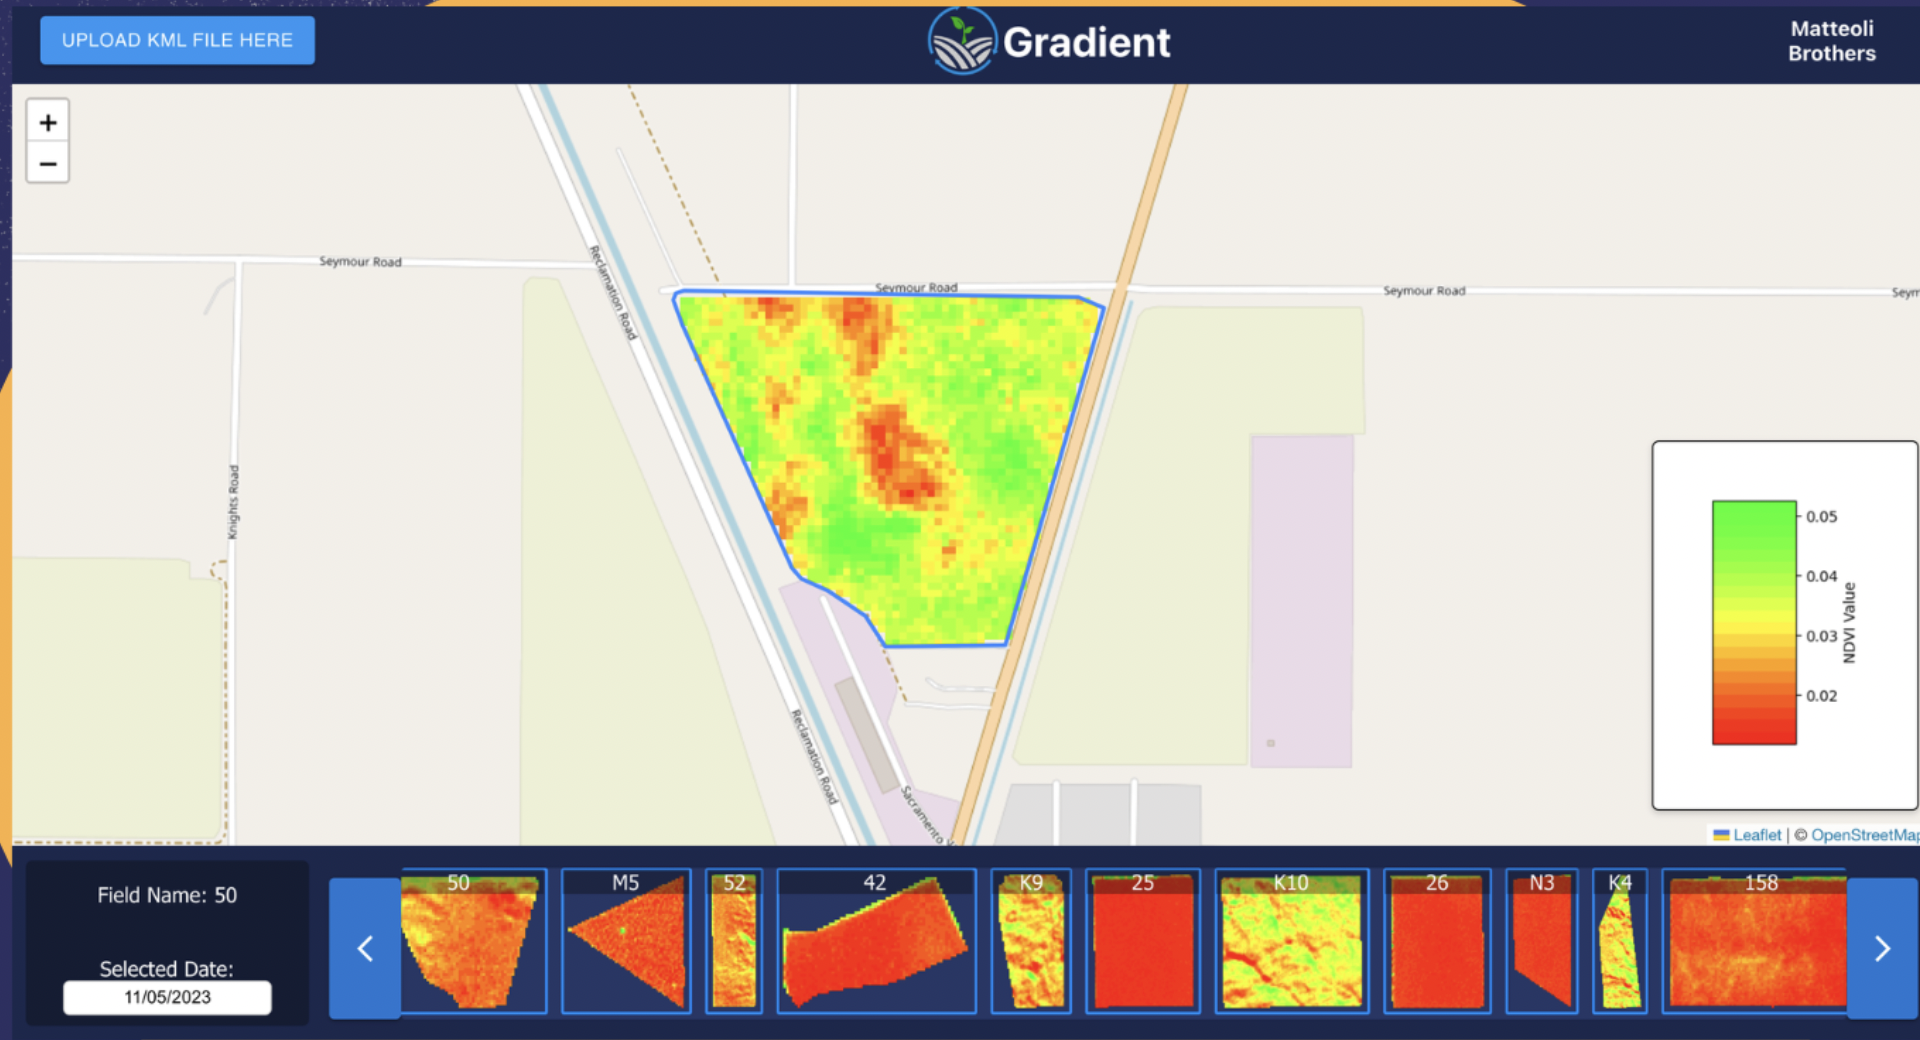 UPLOAD KML FILE HERE
Gradient
Matteoli
Brothers
+
−
Seymour Road
Reclamation Road
Seymour Road
Seymour Road
Knights Road
Reclamation Road
Sacramento
0.05
0.04
0.03
0.02
NDVI Value
Leaflet | © OpenStreetMap
Field Name: 50
Selected Date:
11/05/2023
50
M5
52
42
K9
25
K10
26
N3
K4
158